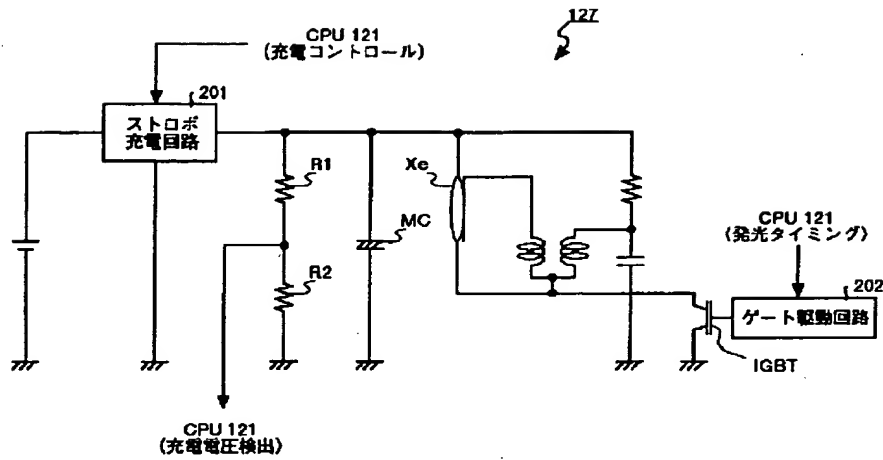 127
CPU 121
(充電コントロール)
201
ストロボ
充電回路
R1
Xe
MC
CPU 121
(発光タイミング)
R2
202
ゲート駆動回路
IGBT
CPU 121
(充電電圧検出)